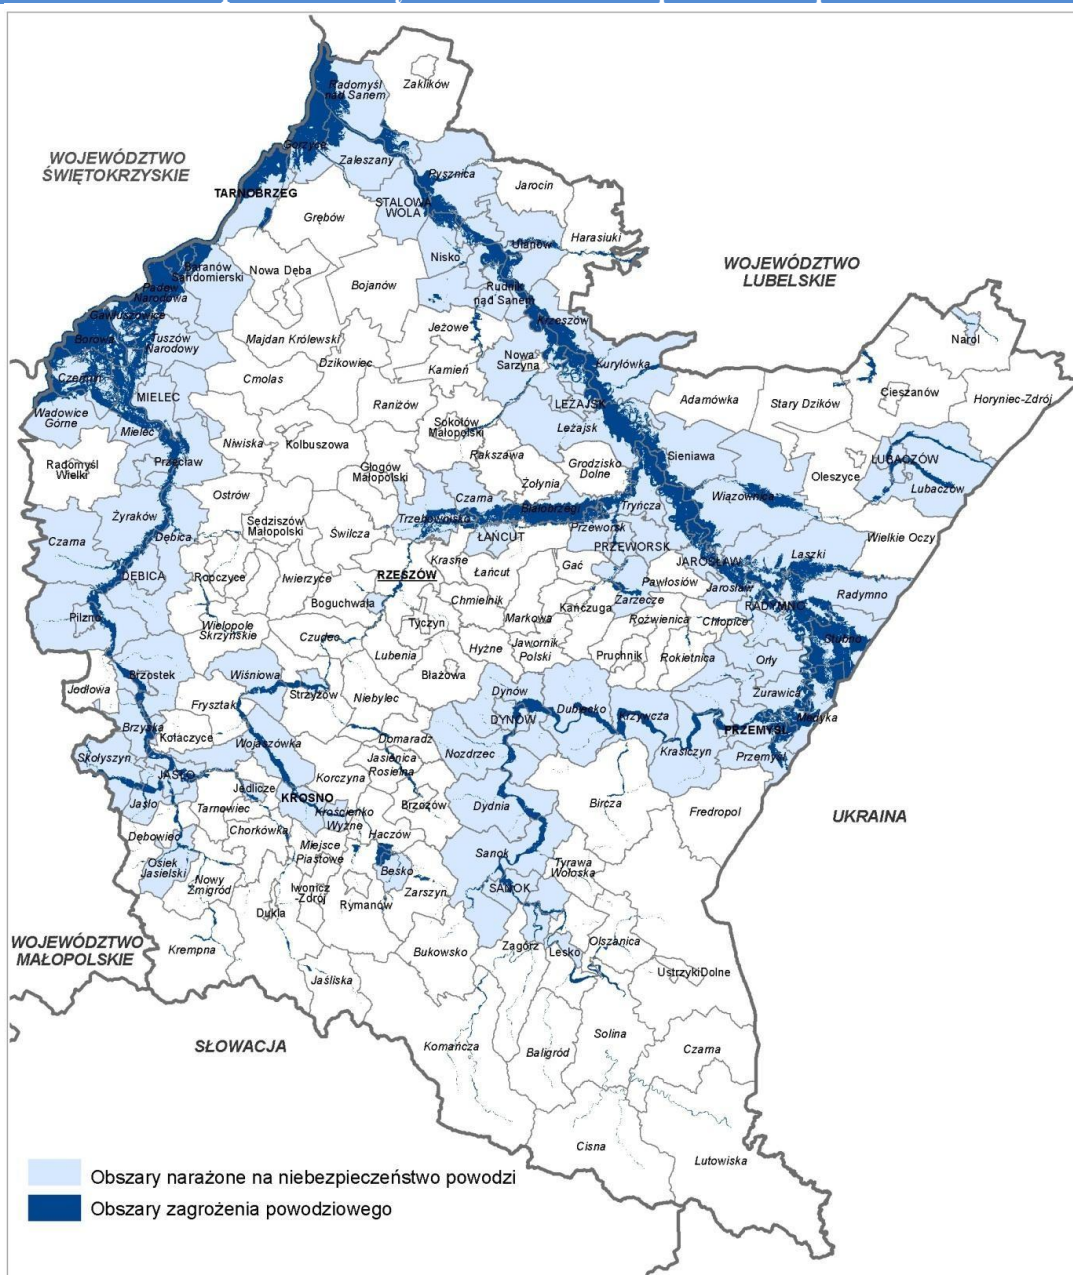 Zaklików
Radomyśl
nad Sanem
WOJEWÓDZTWO
ŚWIĘTOKRZYSKIE
Gorzyce
Zaleszany
Pysznica
Jarocin
TARNOBRZEG
STALOWA
WOLA
Grębów
Ulanów
Harasiuki
Nisko
WOJEWÓDZTWO
LUBELSKIE
Baranów
Sandomierski
Nowa Dęba
Bojanów
Rudnik
nad Sanem
Padew
Narodowa
Gawłuszowice
Krzeszów
Borowa
Tuszów
Narodowy
Majdan Królewski
Jeżowe
Narol
Dzikowiec
Nowa
Sarzyna
Kuryłówka
Czermin
Cmolas
Kamień
Cieszanów
Horyniec-Zdrój
MIELEC
Raniżów
LEŻAJSK
Adamówka
Stary Dzików
Wadowice
Górne
Mielec
Niwiska
Kolbuszowa
Sokołów
Małopolski
Leżajsk
Radomyśl
Wielki
Przecław
Głogów
Małopolski
Rakszawa
Grodzisko
Dolne
Sieniawa
LUBACZÓW
Oleszyce
Lubaczów
Ostrów
Czarna
Żołynia
Wiązownica
Żyraków
Sędziszów
Małopolski
Świlcza
Trzebownisko
Białobrzegi
Tryńcza
Czarna
Dębica
ŁAŃCUT
Przeworsk
PRZEWORSK
Wielkie Oczy
Krasne
Łańcut
Gać
JAROSŁAW
Laszki
DĘBICA
Ropczyce
Iwierzyce
RZESZÓW
Pawłosiów
Jarosław
Radymno
Boguchwała
Chmielnik
Kańczuga
Zarzecze
RADYMNO
Pilzno
Wielopole
Skrzyńskie
Czudec
Tyczyn
Markowa
Roźwienica
Chłopice
Stubno
Lubenia
Hyżne
Jawornik
Polski
Pruchnik
Rokietnica
Orły
Jodłowa
Brzostek
Wiśniowa
Strzyżów
Błażowa
Żurawica
Frysztak
Niebylec
Dynów
DYNÓW
Dubiecko
Krzywcza
Medyka
Brzyska
Kołaczyce
Wojaszówka
Domaradz
PRZEMYŚL
Skołyszyn
Jasienica
Rosielna
Nozdrzec
Krasiczyn
Przemyśl
JASŁO
Korczyna
Jedlicze
KROSNO
Brzozów
Dydnia
Bircza
Fredropol
Jasło
Tarnowiec
Krościenko
Wyżne
Chorkówka
Haczów
UKRAINA
Dębowiec
Miejsce
Piastowe
Sanok
Tyrawa
Wołoska
Osiek
Jasielski
Nowy
Żmigród
Besko
Zarszyn
SANOK
Iwonicz
-Zdrój
Rymanów
Dukla
WOJEWÓDZTWO
MAŁOPOLSKIE
Krempna
Bukowsko
Zagórz
Lesko
Olszanica
UstrzykiDolne
Jaśliska
SŁOWACJA
Komańcza
Baligród
Solina
Czarna
Cisna
Lutowiska
Obszary narażone na niebezpieczeństwo powodzi
Obszary zagrożenia powodziowego